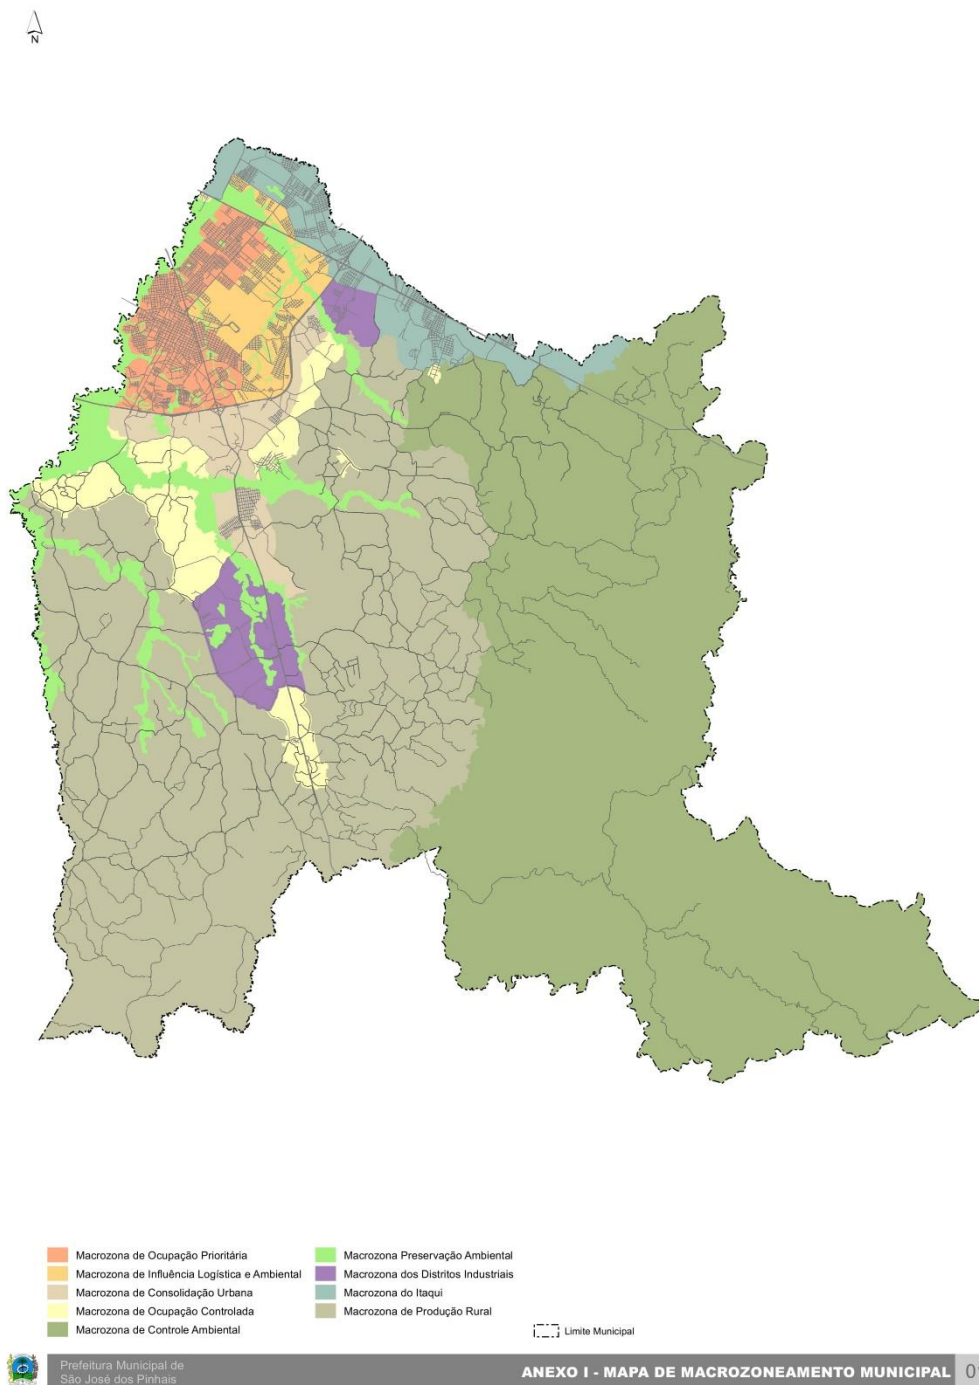 N
Macrozona de Ocupação Prioritária
Macrozona de Influência Logística e Ambiental
Macrozona de Consolidação Urbana
Macrozona de Ocupação Controlada
Macrozona de Controle Ambiental
Macrozona Preservação Ambiental
Macrozona dos Distritos Industriais
Macrozona do Itaqui
Macrozona de Produção Rural
Limite Municipal
Prefeitura Municipal de
São José dos Pinhais
ANEXO I - MAPA DE MACROZONEAMENTO MUNICIPAL